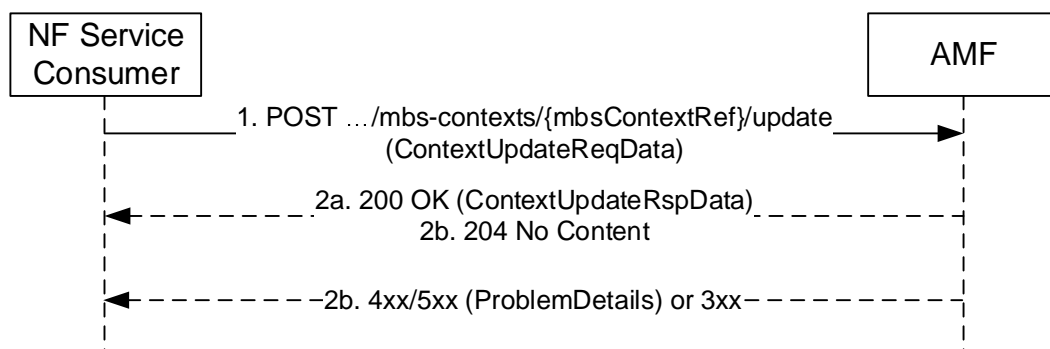 NF Service
Consumer
AMF
1. POST …/mbs-contexts/{mbsContextRef}/update
(ContextUpdateReqData)
2a. 200 OK (ContextUpdateRspData)
2b. 204 No Content
2b. 4xx/5xx (ProblemDetails) or 3xx